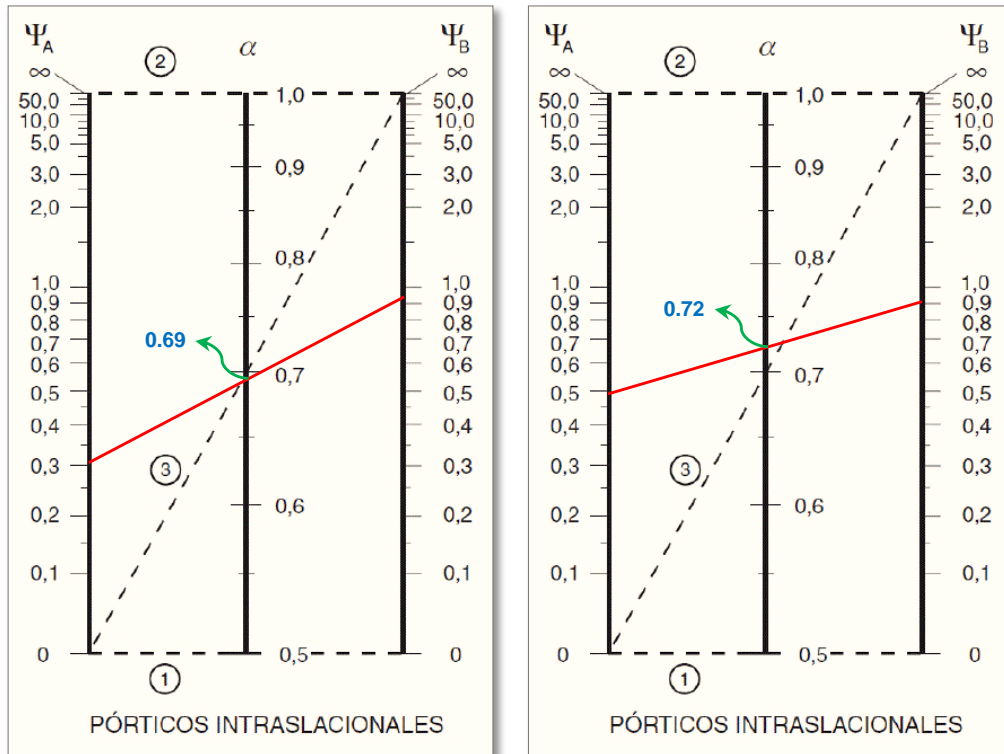 Ψ_A α Ψ_B
∞ ② ∞
50,0 1,0 50,0
10,0 10,0
5,0 5,0
0,9
3,0 3,0
2,0 2,0
0,8
1,0 1,0
0,9 0,9
0,8 0,8
0.69
0,7 0,7
0,6 0,7 0,6
0,5 0,5
0,4 0,4
0,3 ③ 0,3
0,6
0,2 0,2
0,1 0,1
0 0,5 0
①
PÓRTICOS INTRASLACIONALES
Ψ_A α Ψ_B
∞ ② ∞
50,0 1,0 50,0
10,0 10,0
5,0 5,0
0,9
3,0 3,0
2,0 2,0
0,8
1,0 1,0
0,9 0,9
0.72
0,8 0,8
0,7 0,7
0,6 0,7 0,6
0,5 0,5
0,4 0,4
0,3 ③ 0,3
0,6
0,2 0,2
0,1 0,1
0 0,5 0
①
PÓRTICOS INTRASLACIONALES